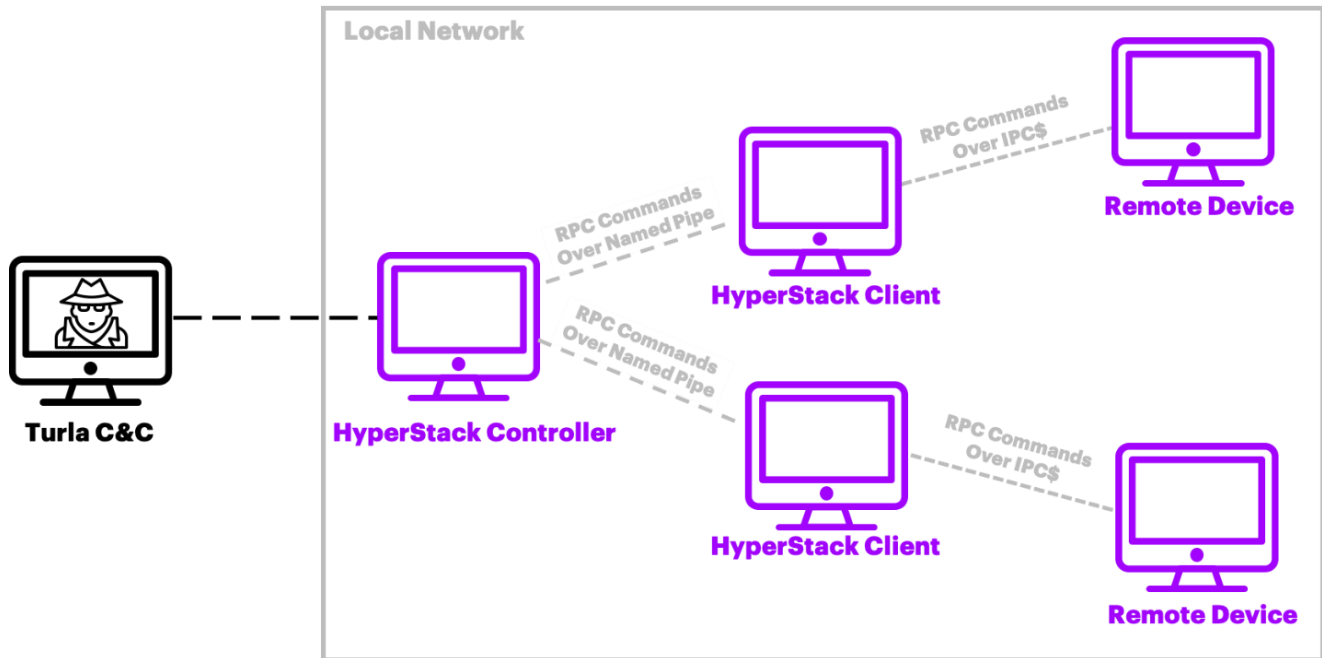 Local Network
RPC Commands
Over IPC$
Remote Device
RPC Commands
Over Named Pipe
HyperStack Client
Turla C&C
HyperStack Controller
RPC Commands
Over Named Pipe
RPC Commands
Over IPC$
HyperStack Client
Remote Device